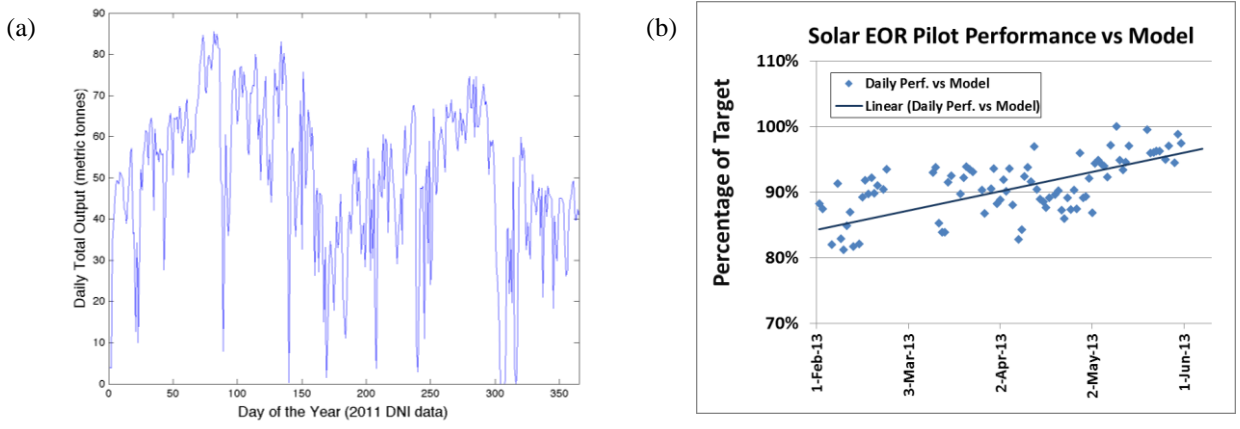 (a)
90
80
70
60
50
40
30
20
10
0
Daily Total Output (metric tonnes)
0 50 100 150 200 250 300 350
Day of the Year (2011 DNI data)
(b)
Solar EOR Pilot Performance vs Model
Daily Perf. vs Model
Linear (Daily Perf. vs Model)
110%
100%
90%
80%
70%
Percentage of Target
1-Feb-13
3-Mar-13
2-Apr-13
2-May-13
1-Jun-13